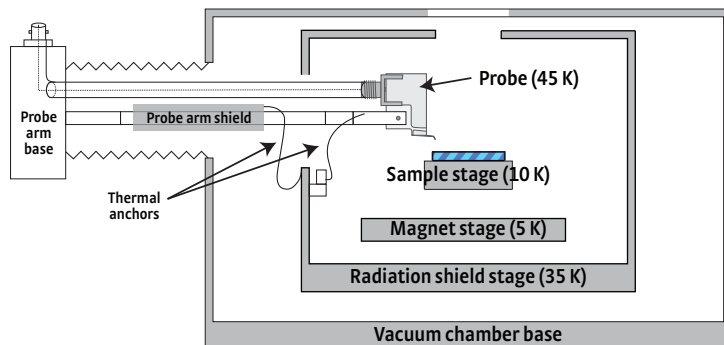 Probe (45 K)
Probe
arm
base
Probe arm shield
Thermal
anchors
Sample stage (10 K)
Magnet stage (5 K)
Radiation shield stage (35 K)
Vacuum chamber base